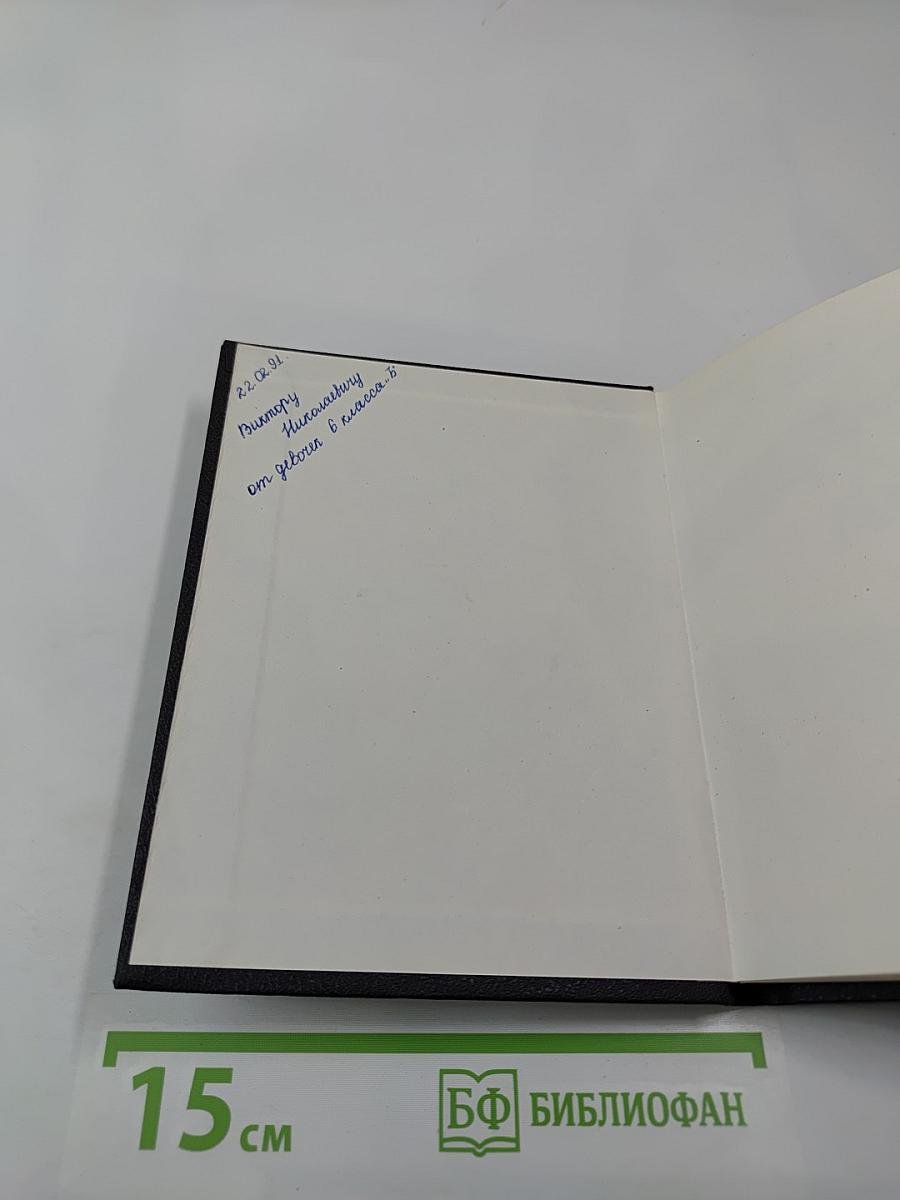 22.02.91.
Виктору
Николаевичу
от девочек 6 класса „Б"
15 см
БФ БИБЛИОФАН